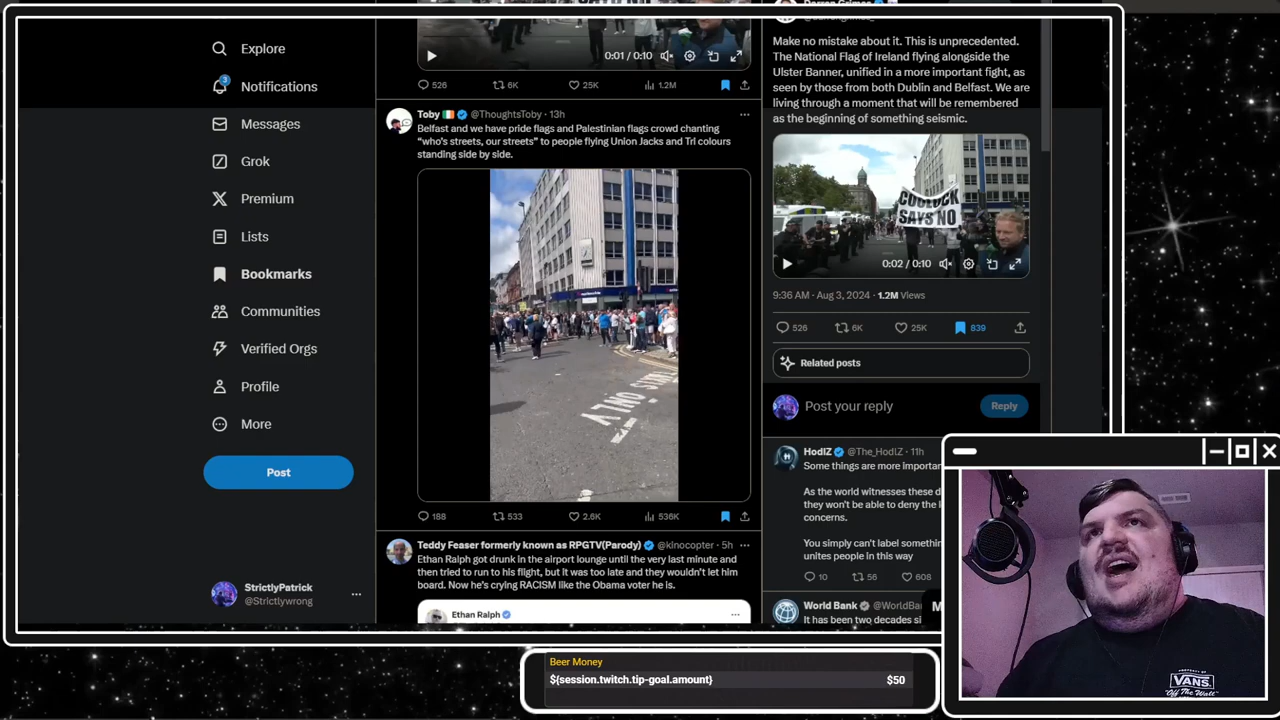 Explore
3
Notifications
Messages
Grok
Premium
Lists
Bookmarks
Communities
Verified Orgs
Profile
More
Post
StrictlyPatrick
@Strictlywrong
0:01 / 0:10
526
6K
25K
1.2M
Toby @ThoughtsToby · 13h
Belfast and we have pride flags and Palestinian flags crowd chanting
“who's streets, our streets” to people flying Union Jacks and Tri colours
standing side by side.
188
533
2.6K
536K
Teddy Feaser formerly known as RPGTV(Parody) @klnocopter · 5h
Ethan Ralph got drunk in the airport lounge until the very last minute and
then tried to run to his flight, but it was too late and they wouldn't let him
board. Now he's crying RACISM like the Obama voter he is.
Ethan Ralph
Make no mistake about it. This is unprecedented.
The National Flag of Ireland flying alongside the
Ulster Banner, unified in a more important fight, as
seen by those from both Dublin and Belfast. We are
living through a moment that will be remembered
as the beginning of something seismic.
COOLOCK
SAYS NO
0:02 / 0:10
9:36 AM · Aug 3, 2024 · 1.2M Views
526
6K
25K
839
Related posts
Post your reply
Reply
HodlZ @The_HodlZ · 11h
Some things are more importan
As the world witnesses these d
they won't be able to deny the l
concerns.
You simply can't label somethin
unites people in this way
10
56
608
World Bank @WorldBa
It has been two decades si
M
Beer Money
${session.twitch.tip-goal.amount}
$50
PROPERTY OF
VANS
"Off The Wall"